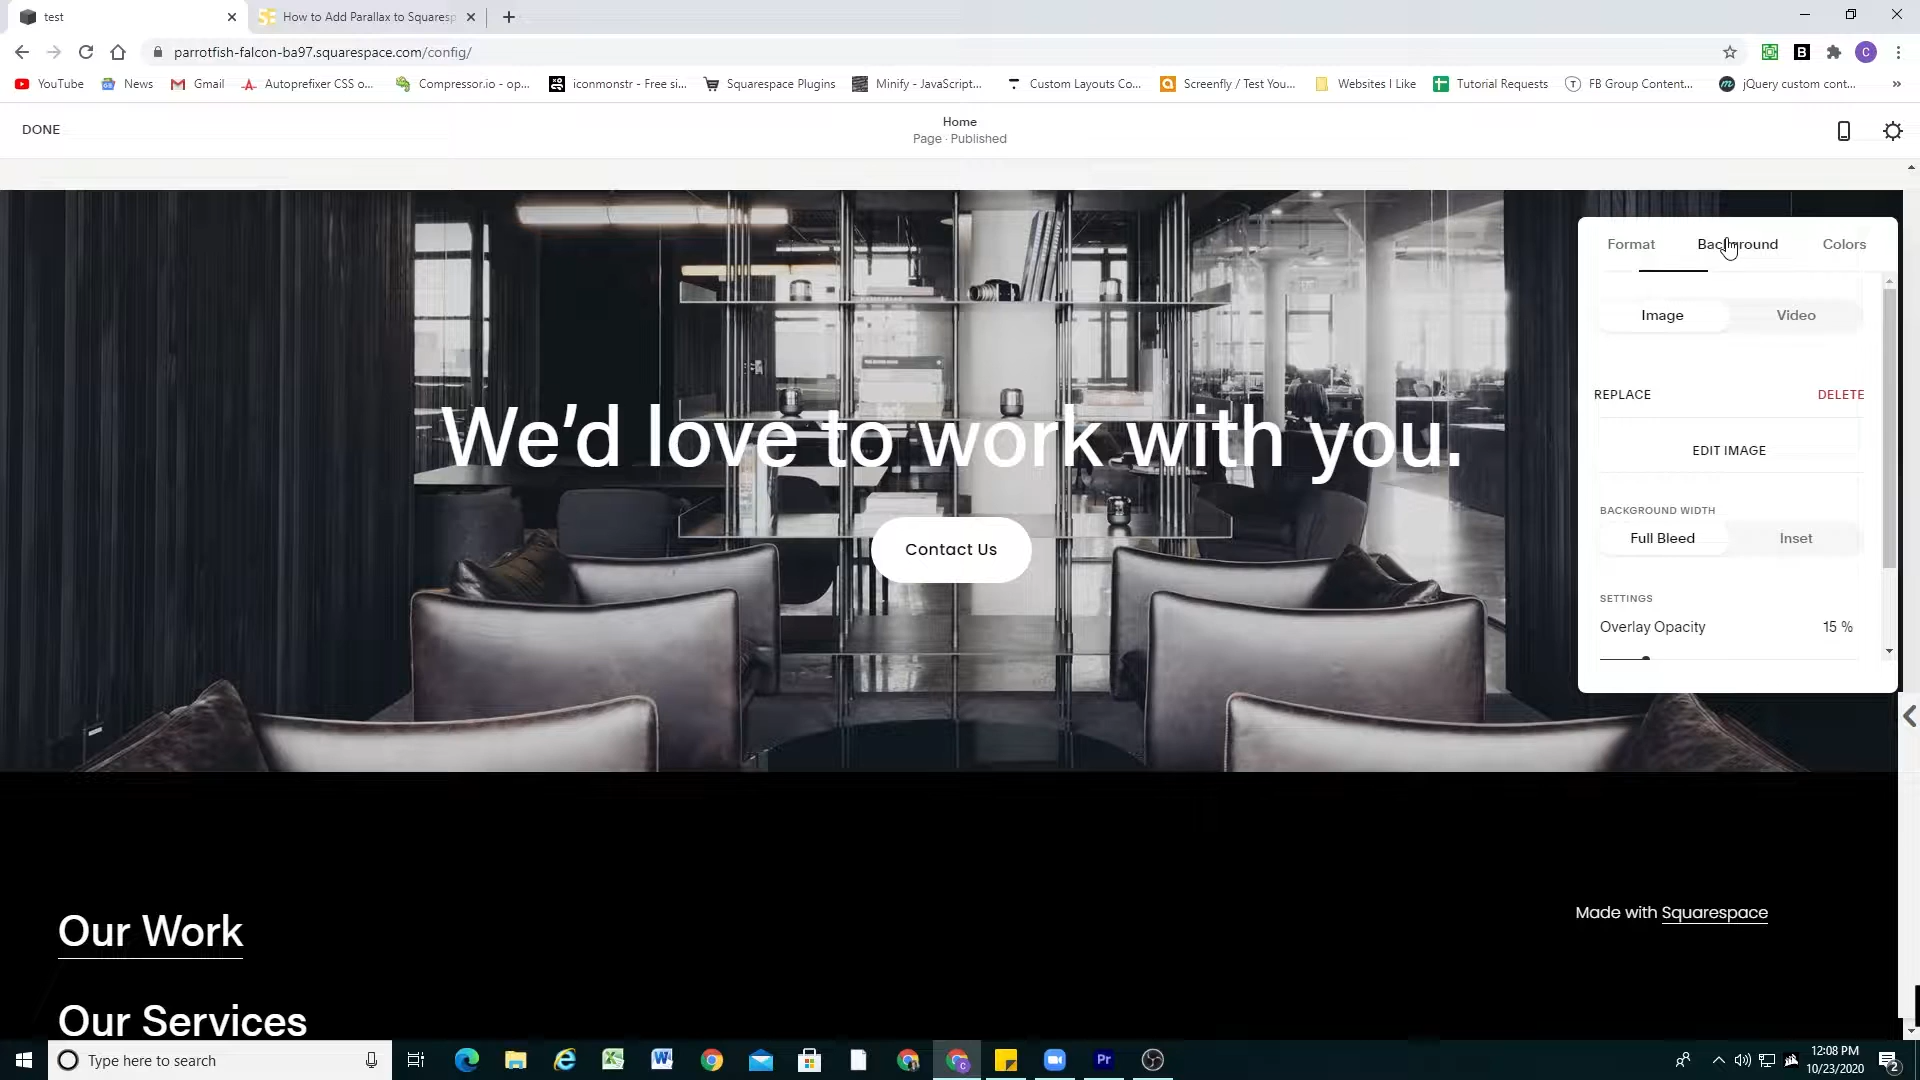 test
How to Add Parallax to Squaresp
parrotfish-falcon-ba97.squarespace.com/config/
YouTube
News
Gmail
Autoprefixer CSS o...
Compressor.io - op...
iconmonstr - Free si...
Squarespace Plugins
Minify - JavaScript...
Custom Layouts Co...
Screenfly / Test You...
Websites I Like
Tutorial Requests
FB Group Content...
jQuery custom cont...
DONE
Home
Page · Published
Format
Background
Colors
Image
Video
REPLACE
DELETE
EDIT IMAGE
BACKGROUND WIDTH
Full Bleed
Inset
SETTINGS
Overlay Opacity
15 %
We’d love to work with you.
Contact Us
Our Work
Made with Squarespace
Our Services
Type here to search
12:08 PM
10/23/2020